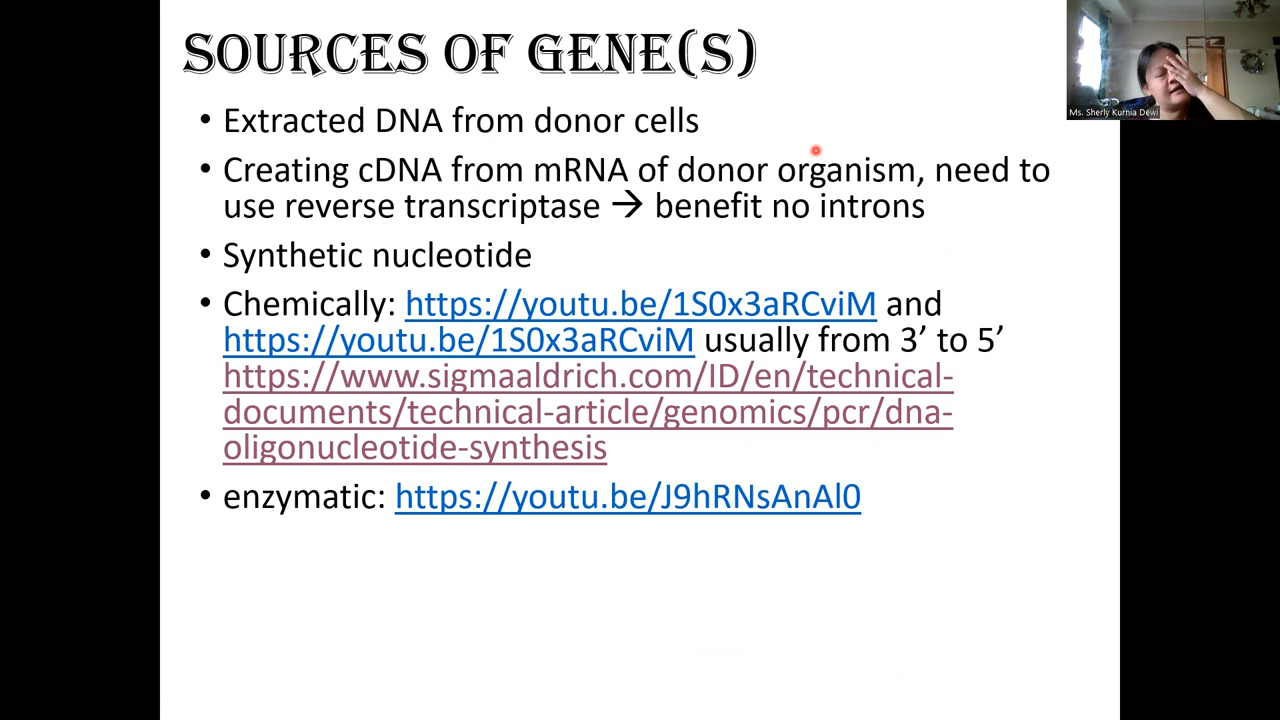 SOURCES OF GENE(S)
• Extracted DNA from donor cells
• Creating cDNA from mRNA of donor organism, need to
use reverse transcriptase → benefit no introns
• Synthetic nucleotide
• Chemically: https://youtu.be/1S0x3aRCviM and
https://youtu.be/1S0x3aRCviM usually from 3’ to 5’
https://www.sigmaaldrich.com/ID/en/technical-
documents/technical-article/genomics/pcr/dna-
oligonucleotide-synthesis
• enzymatic: https://youtu.be/J9hRNsAnAl0
Ms. Sherly Kurnia Dewi